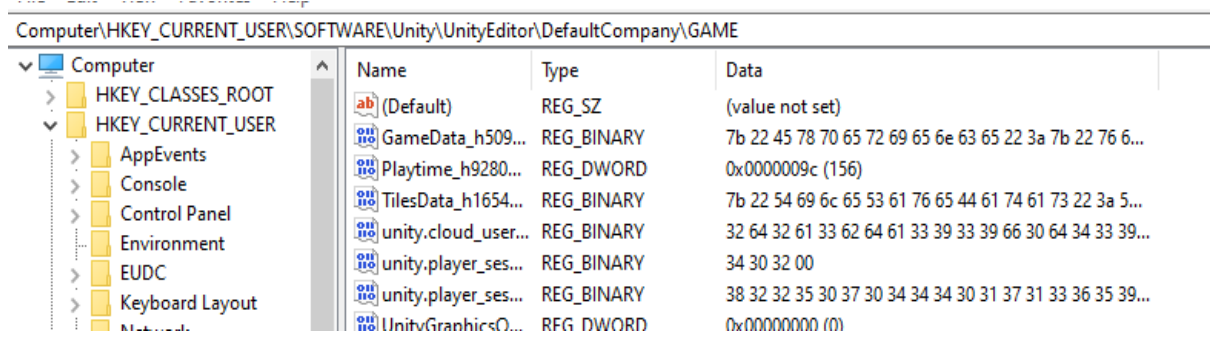 Computer\HKEY_CURRENT_USER\SOFTWARE\Unity\UnityEditor\DefaultCompany\GAME
Computer
HKEY_CLASSES_ROOT
HKEY_CURRENT_USER
AppEvents
Console
Control Panel
Environment
EUDC
Keyboard Layout
Network
Name Type Data
(Default) REG_SZ (value not set)
GameData_h509... REG_BINARY 7b 22 45 78 70 65 72 69 65 6e 63 65 22 3a 7b 22 76 6...
Playtime_h9280... REG_DWORD 0x0000009c (156)
TilesData_h1654... REG_BINARY 7b 22 54 69 6c 65 53 61 76 65 44 61 74 61 73 22 3a 5...
unity.cloud_user... REG_BINARY 32 64 32 61 33 62 64 61 33 39 33 39 66 30 64 34 33 39...
unity.player_ses... REG_BINARY 34 30 32 00
unity.player_ses... REG_BINARY 38 32 32 35 30 37 30 34 34 34 30 31 37 31 33 36 35 39...
UnityGraphicsQ... REG_DWORD 0x00000000 (0)